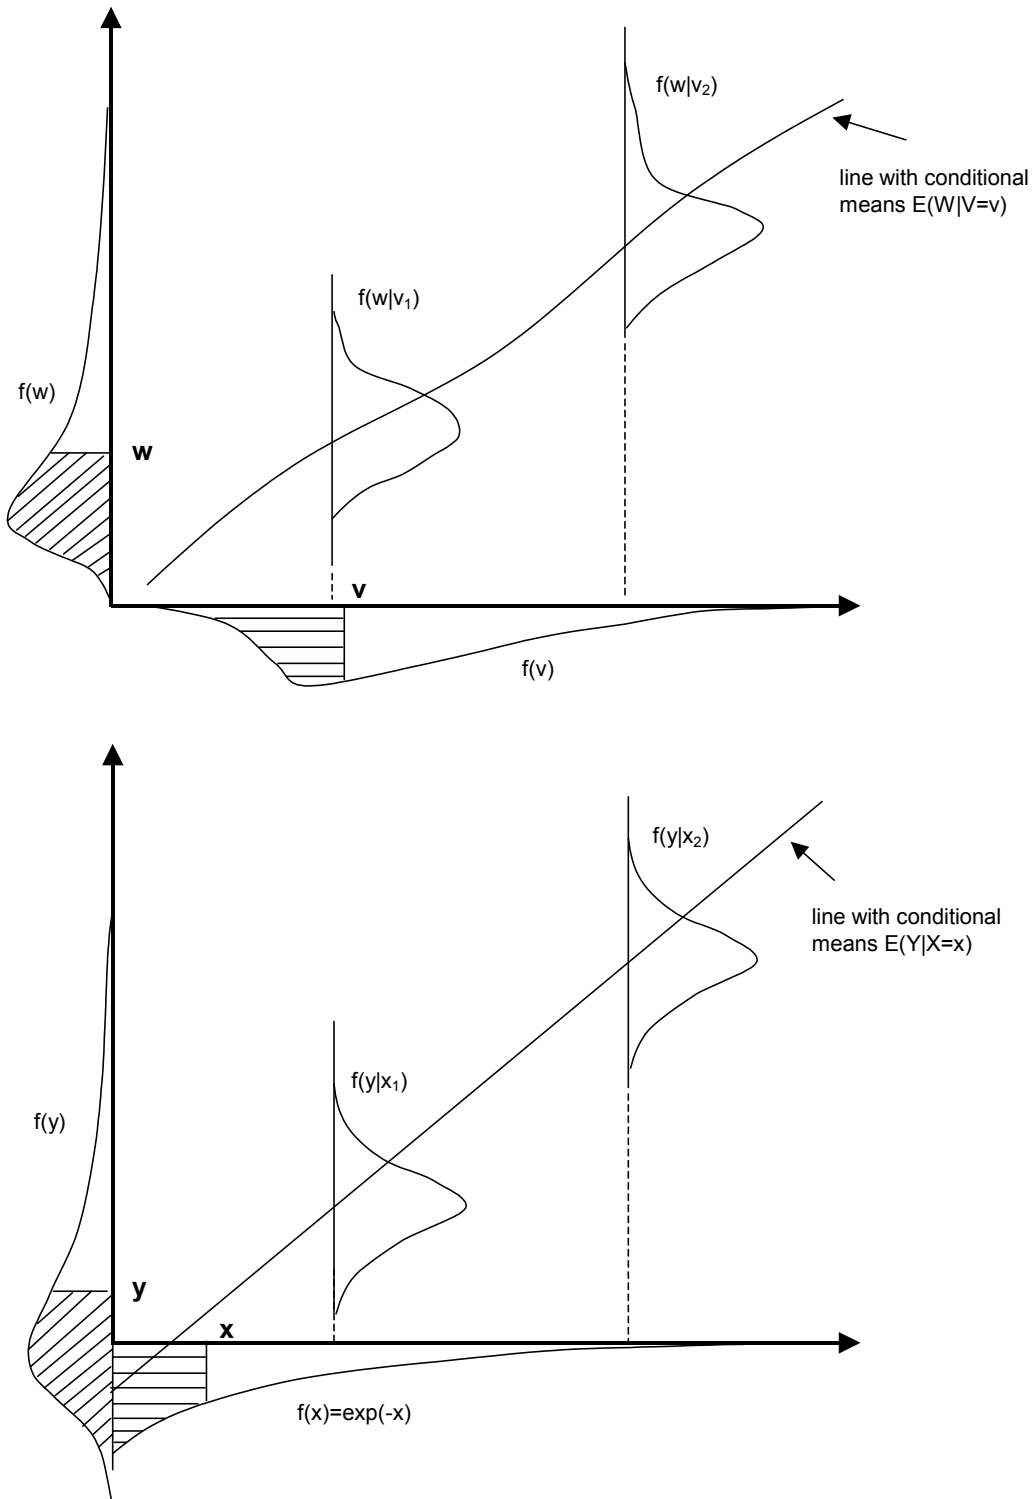 f(w|v₂)
line with conditional
means E(W|V=v)
f(w|v₁)
f(w)
w
v
f(v)
f(y|x₂)
line with conditional
means E(Y|X=x)
f(y|x₁)
f(y)
y
x
f(x)=exp(-x)